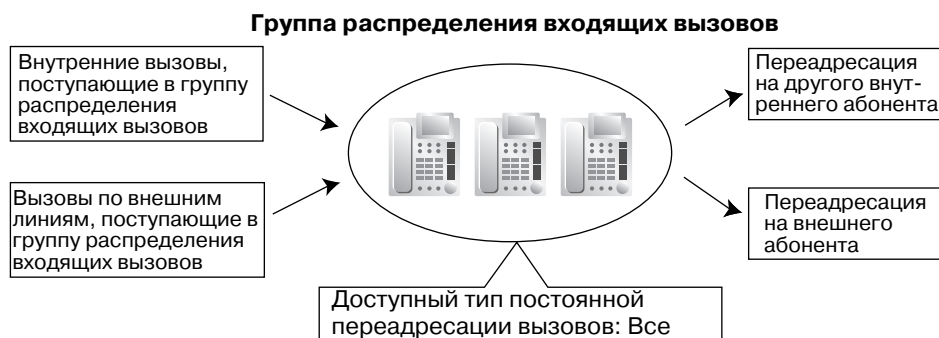 Группа распределения входящих вызовов
Внутренние вызовы,
поступающие в группу
распределения
входящих вызовов
Переадресация
на другого внут-
реннего абонента
Вызовы по внешним
линиям, поступающие в
группу распределения
входящих вызовов
Переадресация
на внешнего
абонента
Доступный тип постоянной
переадресации вызовов: Все